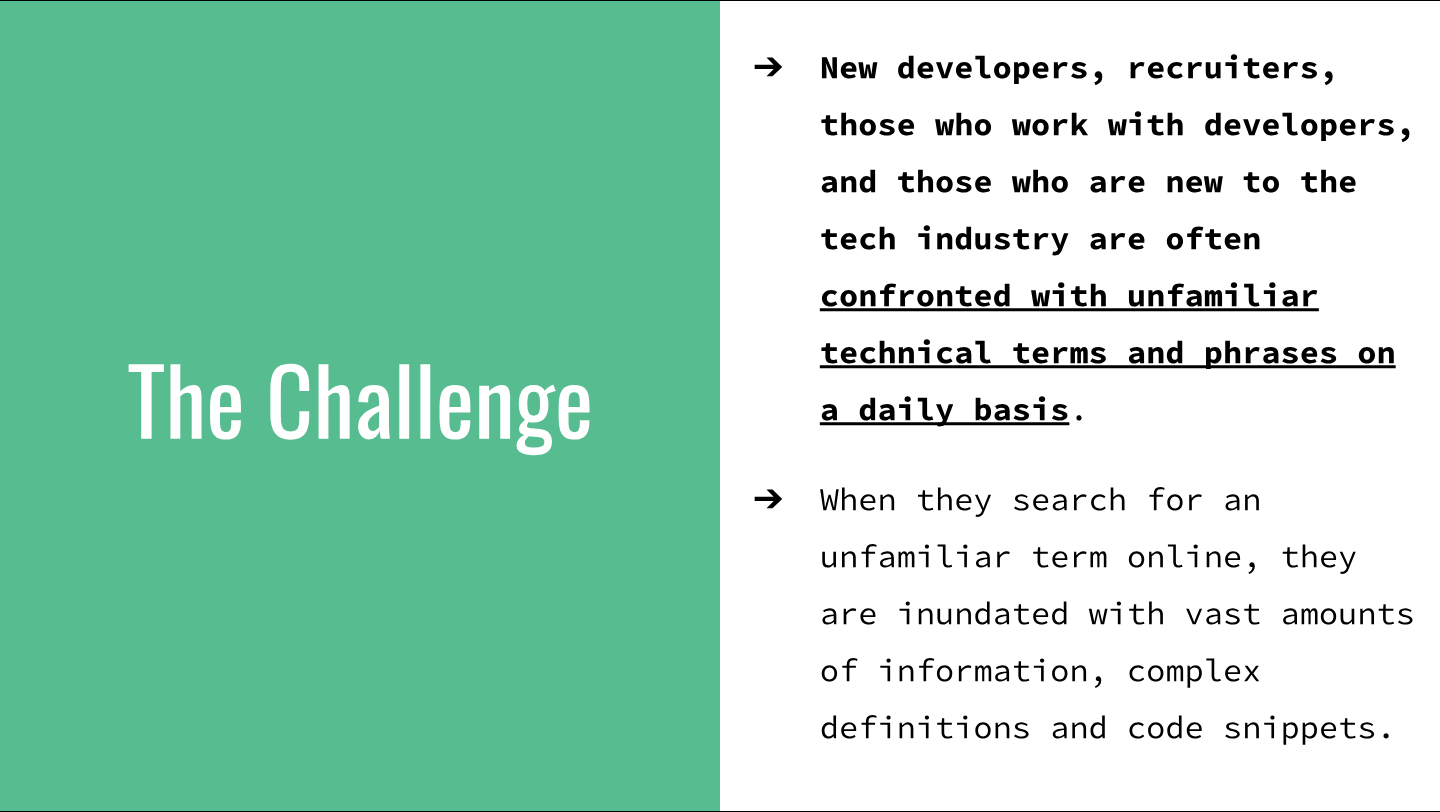 The Challenge
➔ New developers, recruiters,
those who work with developers,
and those who are new to the
tech industry are often
confronted with unfamiliar
technical terms and phrases on
a daily basis.
➔ When they search for an
unfamiliar term online, they
are inundated with vast amounts
of information, complex
definitions and code snippets.